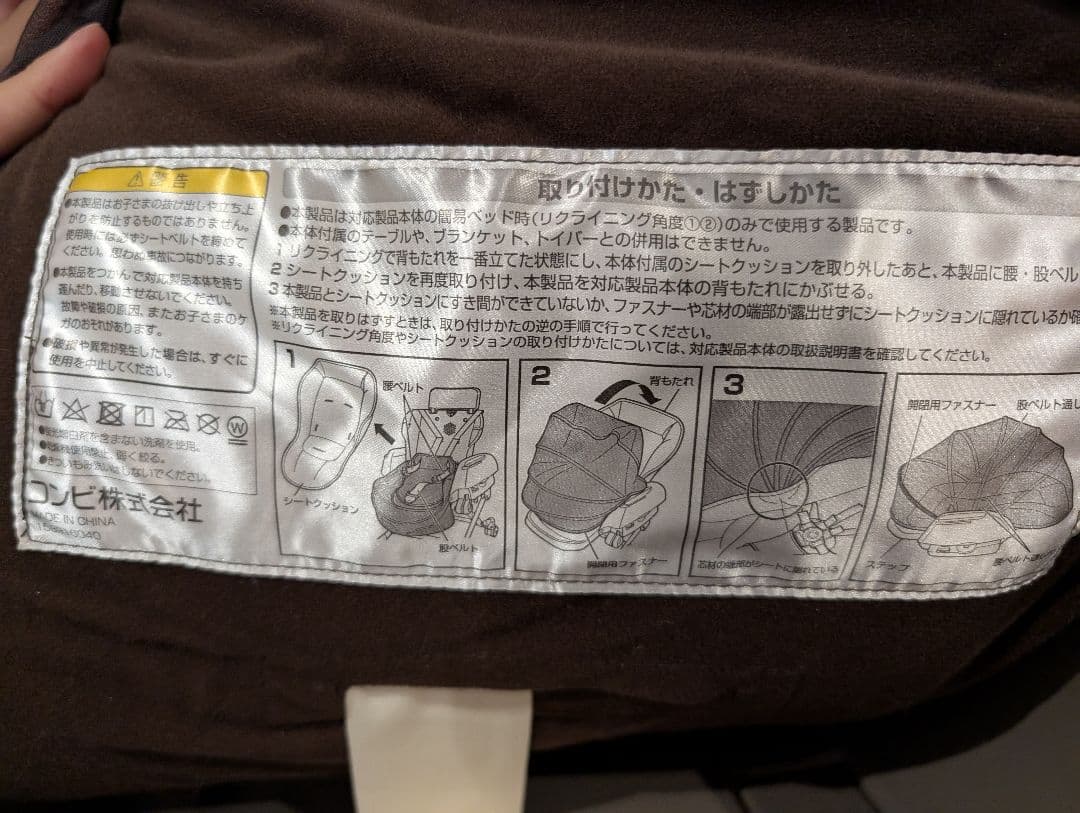 ⚠警告
●本製品はお子さまの抜け出しや立ち上
がりを防止するものではありません。
使用時には必ずシートベルトを締めて
ください。思わぬ事故につながります。
●本製品をつかんで対応製品本体を持ち
運んだり、移動させないでください。
故障や破損の原因、またお子さまのケ
ガのおそれがあります。
●破損や異常が発生した場合は、すぐに
使用を中止してください。
W
を含まない洗剤を使用。
弱く絞る。
しないでください。
コンビ株式会社
MADE IN CHINA
取り付けかた・はずしかた
●本製品は対応製品本体の簡易ベッド時(リクライニング角度①②)のみで使用する製品です。
●本体付属のテーブルや、ブランケット、トイバーとの併用はできません。
1 リクライニングで背もたれを一番立てた状態にし、本体付属のシートクッションを取り外したあと、本製品に腰・股ベル
2 シートクッションを再度取り付け、本製品を対応製品本体の背もたれにかぶせる。
3 本製品とシートクッションにすき間ができていないか、ファスナーや芯材の端部が露出せずにシートクッションに隠れているか確
※本製品を取りはずすときは、取り付けかたの逆の手順で行ってください。
※リクライニング角度やシートクッションの取り付けかたについては、対応製品本体の取扱説明書を確認してください。
1
腰ベルト
シートクッション
股ベルト
2
背もたれ
開閉用ファスナー
3
芯材の端部がシートに隠れている
開閉用ファスナー
股ベルト通し
ステップ
腰ベルト通し